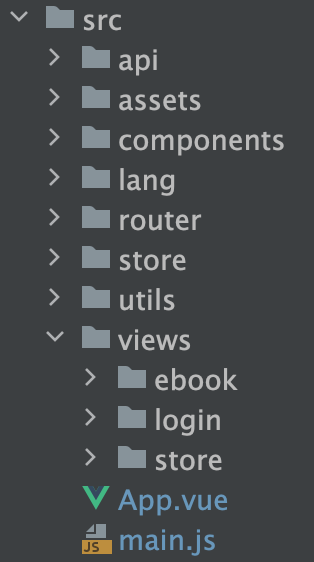 src
api
assets
components
lang
router
store
utils
views
ebook
login
store
App.vue
JS main.js